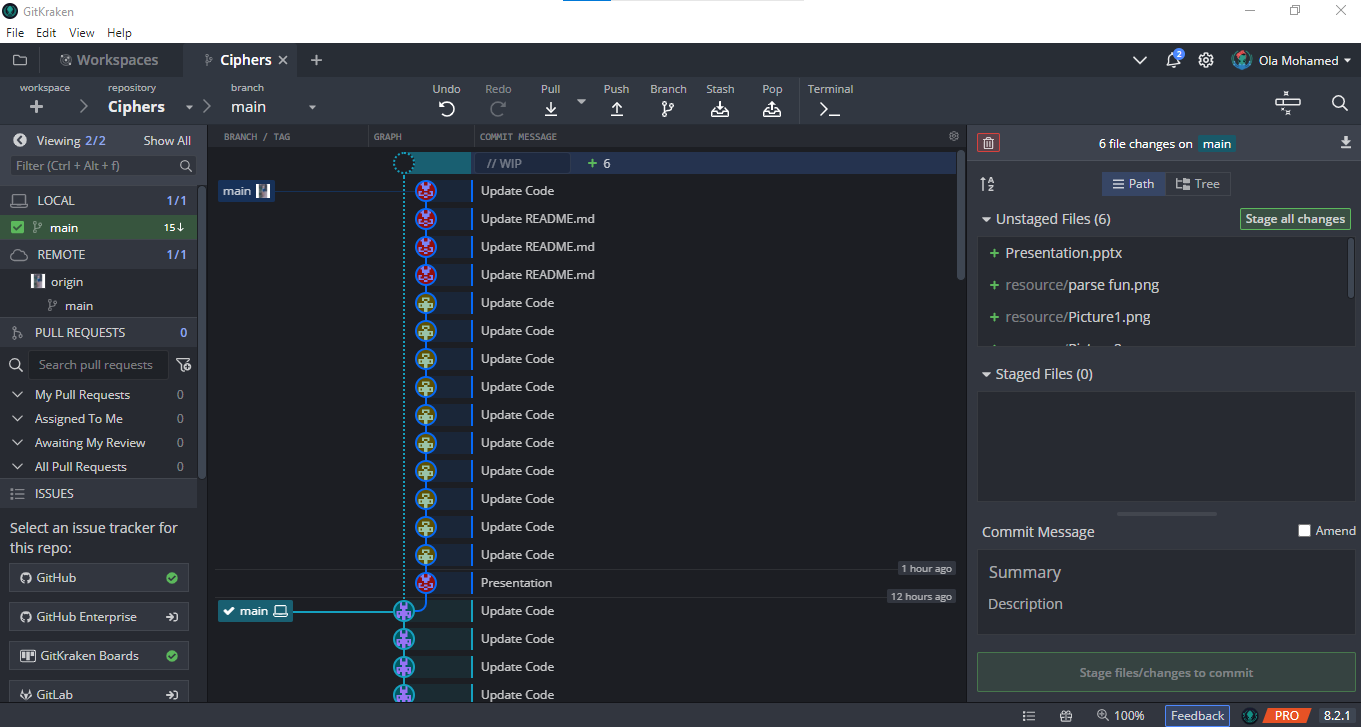 GitKraken
File Edit View Help
Workspaces Ciphers 2 Ola Mohamed
workspace repository branch
Ciphers main
Undo Redo Pull Push Branch Stash Pop Terminal
Viewing 2/2 Show All
Filter (Ctrl + Alt + f)
LOCAL 1/1
main 15↓
REMOTE 1/1
origin
main
PULL REQUESTS 0
Search pull requests
My Pull Requests 0
Assigned To Me 0
Awaiting My Review 0
All Pull Requests 0
ISSUES
Select an issue tracker for
this repo:
GitHub
GitHub Enterprise
GitKraken Boards
GitLab
BRANCH / TAG GRAPH COMMIT MESSAGE
// WIP + 6
main Update Code
Update README.md
Update README.md
Update README.md
Update Code
Update Code
Update Code
Update Code
Update Code
Update Code
Update Code
Update Code
Update Code
Update Code
1 hour ago
Presentation
12 hours ago
main Update Code
Update Code
Update Code
Update Code
6 file changes on main
Path Tree
Unstaged Files (6) Stage all changes
+ Presentation.pptx
+ resource/parse fun.png
+ resource/Picture1.png
Staged Files (0)
Commit Message Amend
Summary
Description
Stage files/changes to commit
100% Feedback PRO 8.2.1